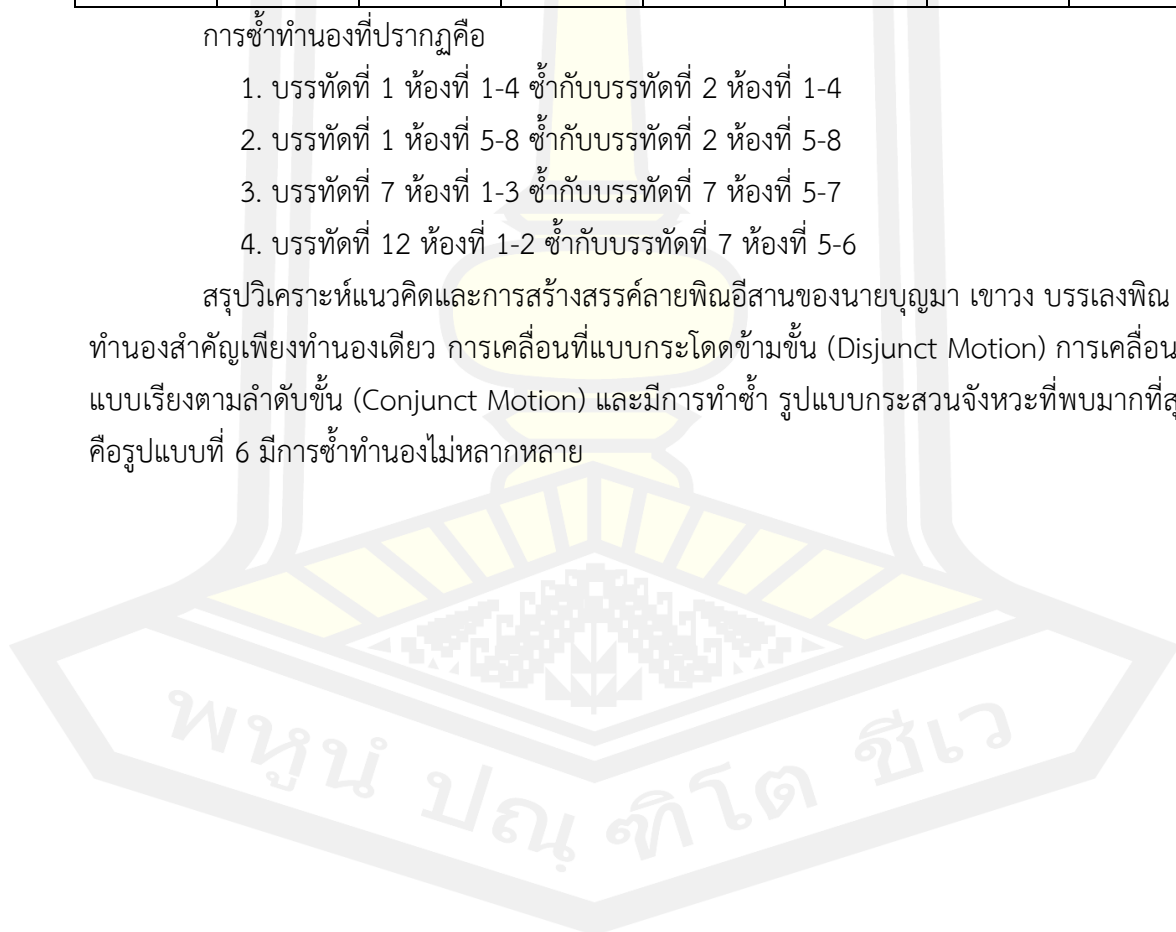 การซ้ำทำนองที่ปรากฏคือ
1. บรรทัดที่ 1 ห้องที่ 1-4 ซ้ำกับบรรทัดที่ 2 ห้องที่ 1-4
2. บรรทัดที่ 1 ห้องที่ 5-8 ซ้ำกับบรรทัดที่ 2 ห้องที่ 5-8
3. บรรทัดที่ 7 ห้องที่ 1-3 ซ้ำกับบรรทัดที่ 7 ห้องที่ 5-7
4. บรรทัดที่ 12 ห้องที่ 1-2 ซ้ำกับบรรทัดที่ 7 ห้องที่ 5-6
สรุปวิเคราะห์แนวคิดและการสร้างสรรค์ลายพิณอีสานของนายบุญมา เขาวง บรรเลงพิณ
ทำนองสำคัญเพียงทำนองเดียว การเคลื่อนที่แบบกระโดดข้ามขั้น (Disjunct Motion) การเคลื่อน
แบบเรียงตามลำดับขั้น (Conjunct Motion) และมีการทำซ้ำ รูปแบบกระสวนจังหวะที่พบมากที่สุ
คือรูปแบบที่ 6 มีการซ้ำทำนองไม่หลากหลาย
พหูนํ ปณฺฑิโต ชีเว